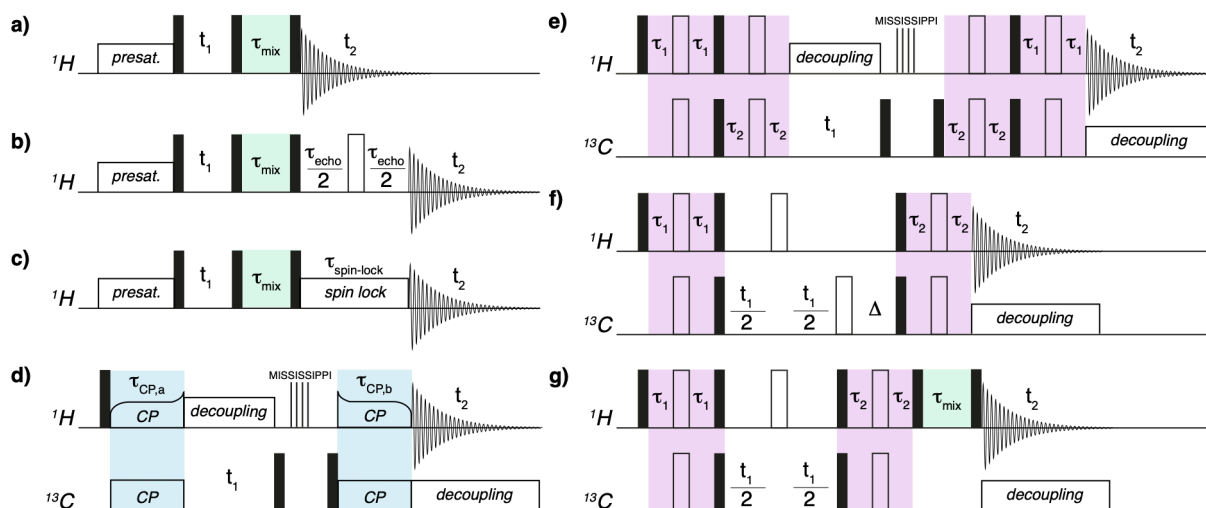 a)
t1
τmix
t2
1H
presat.
b)
t1
τmix
τecho
2
τecho
2
t2
1H
presat.
c)
t1
τmix
τspin-lock
t2
1H
presat.
spin lock
d)
τCP,a
MISSISSIPPI
τCP,b
t2
1H
CP
decoupling
CP
13C
CP
t1
CP
decoupling
e)
MISSISSIPPI
τ1
τ1
τ1
τ1
t2
1H
decoupling
13C
τ2
τ2
t1
τ2
τ2
decoupling
f)
1H
τ1
τ1
τ2
τ2
t2
13C
t1
2
t1
2
Δ
decoupling
g)
1H
τ1
τ1
τ2
τ2
τmix
t2
13C
t1
2
t1
2
decoupling